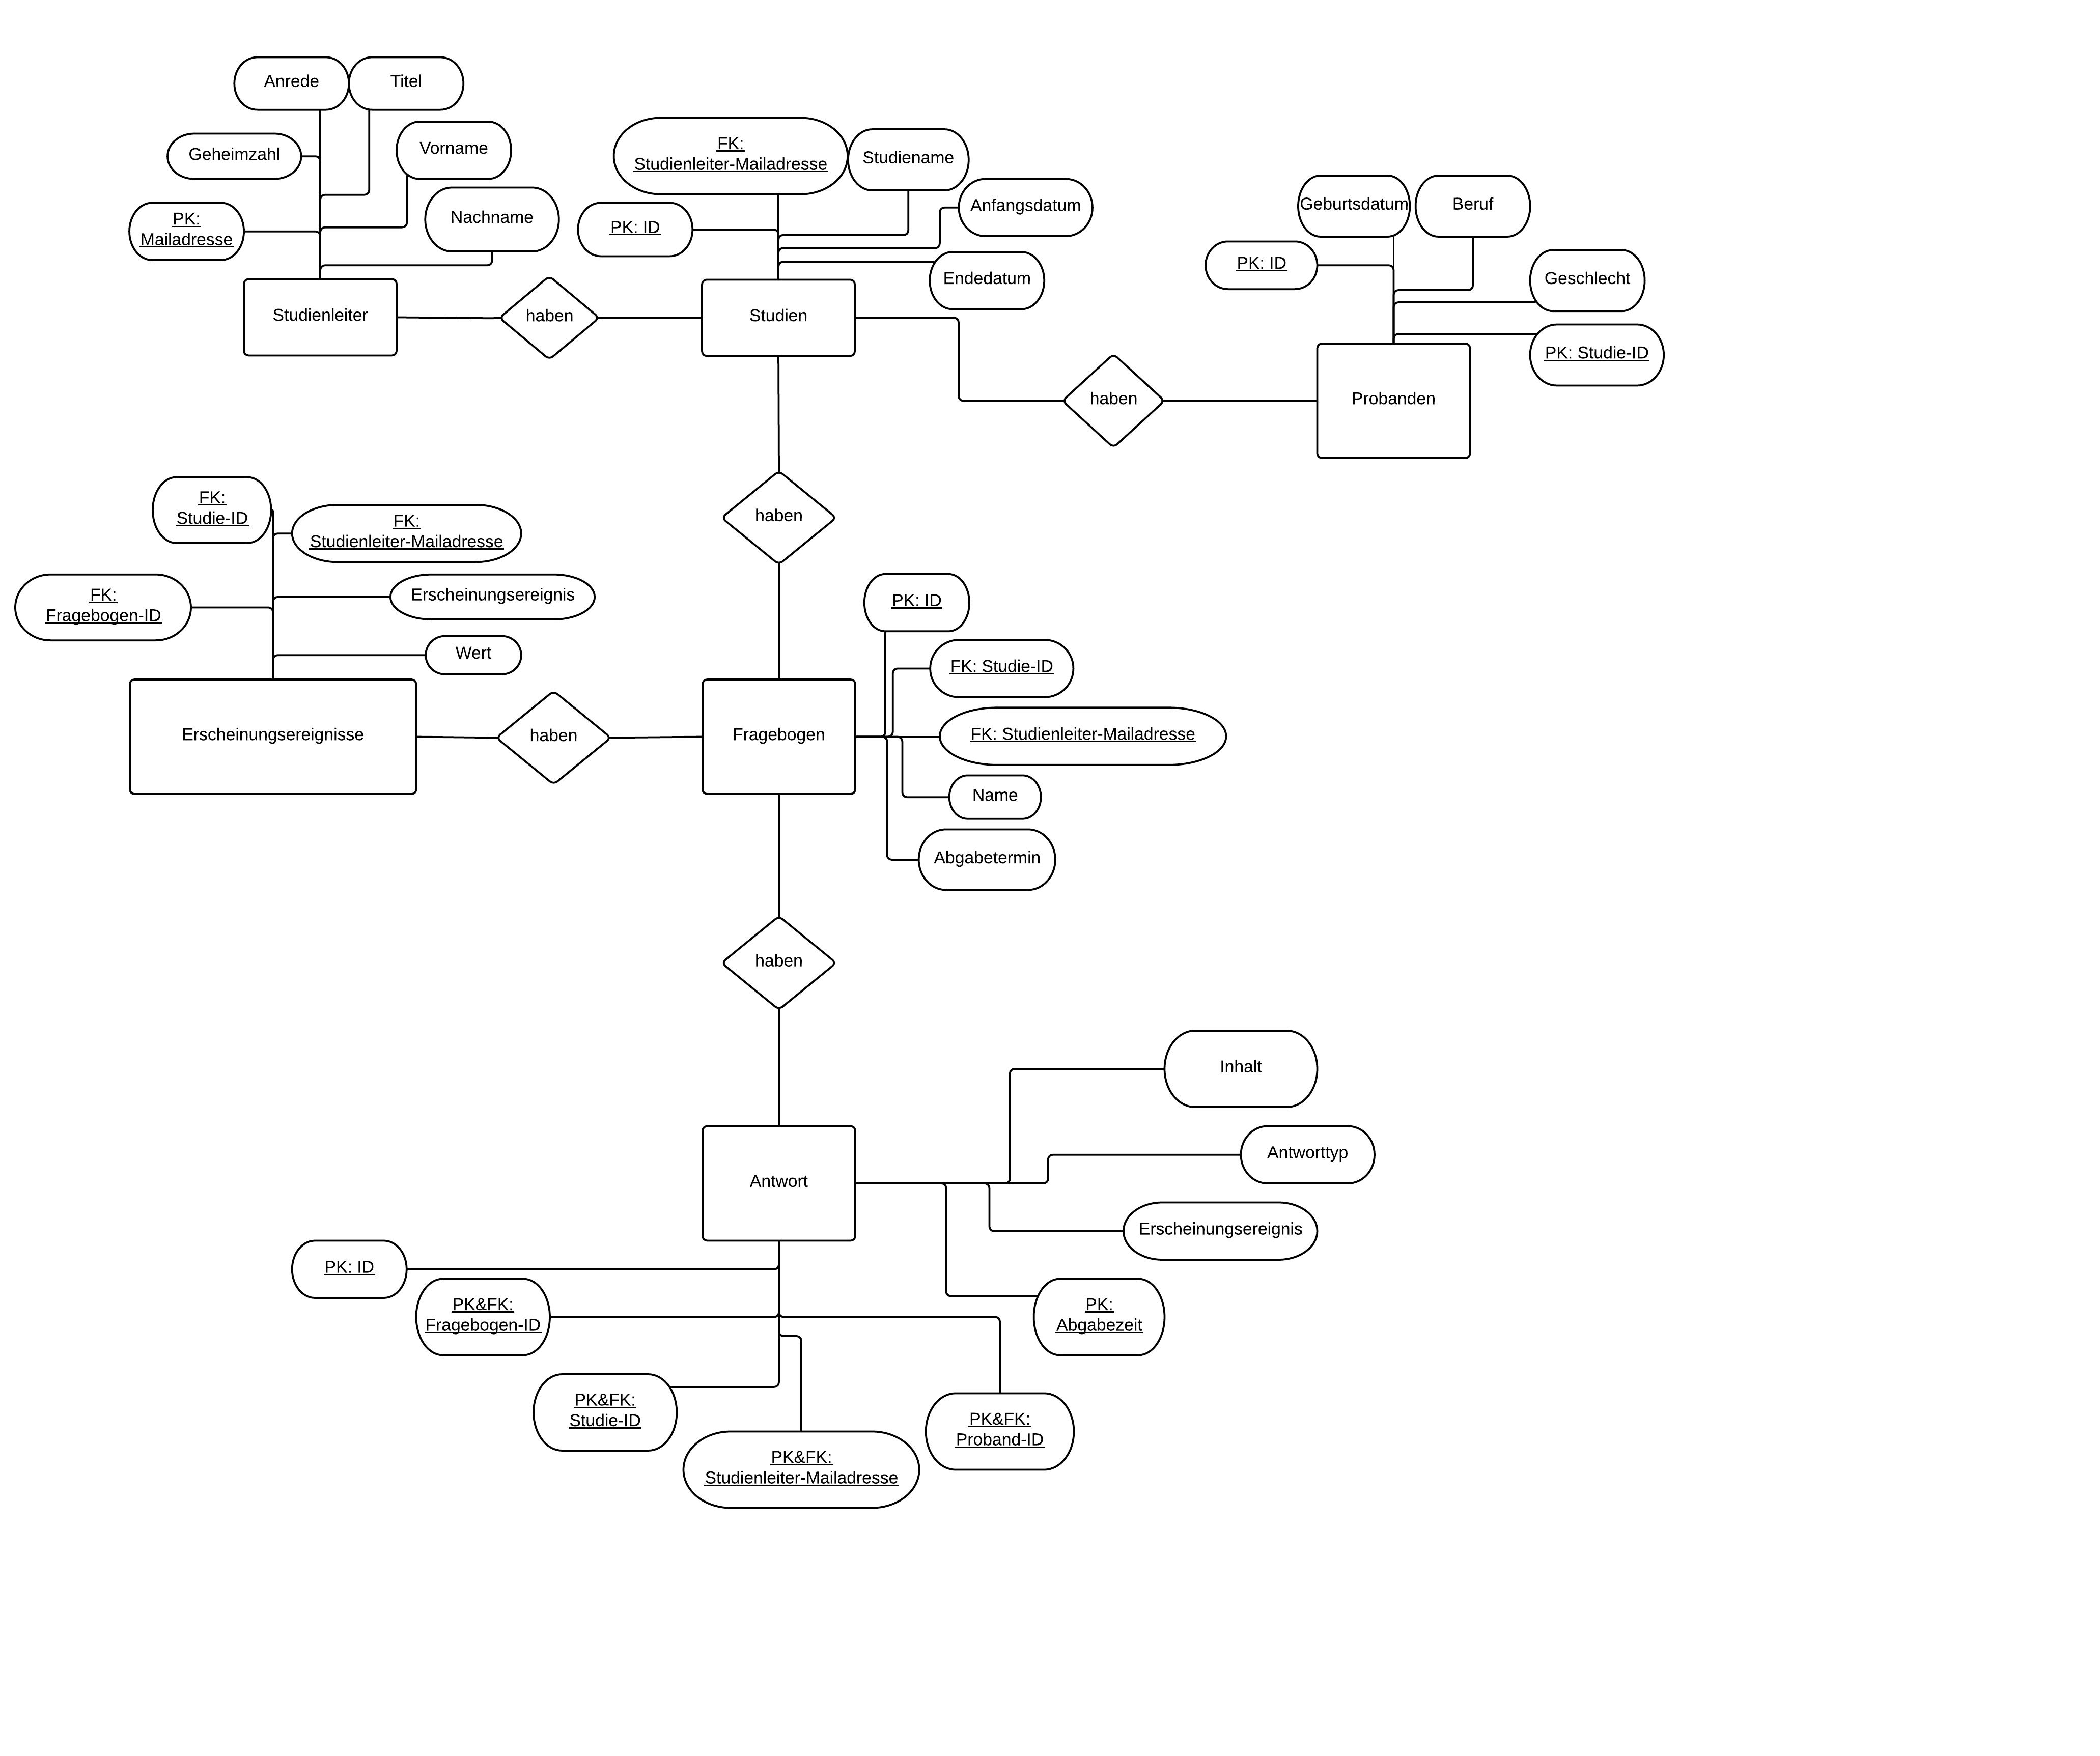 Anrede
Titel
Geheimzahl
Vorname
PK:
Mailadresse
Nachname
Studienleiter
haben
FK:
Studienleiter-Mailadresse
Studiename
PK: ID
Anfangsdatum
Endedatum
Studien
Geburtsdatum
Beruf
PK: ID
Geschlecht
PK: Studie-ID
haben
Probanden
haben
FK:
Studie-ID
FK:
Studienleiter-Mailadresse
FK:
Fragebogen-ID
Erscheinungsereignis
Wert
Erscheinungsereignisse
haben
Fragebogen
PK: ID
FK: Studie-ID
FK: Studienleiter-Mailadresse
Name
Abgabetermin
haben
Inhalt
Antworttyp
Antwort
Erscheinungsereignis
PK: ID
PK&FK:
Fragebogen-ID
PK:
Abgabezeit
PK&FK:
Studie-ID
PK&FK:
Proband-ID
PK&FK:
Studienleiter-Mailadresse